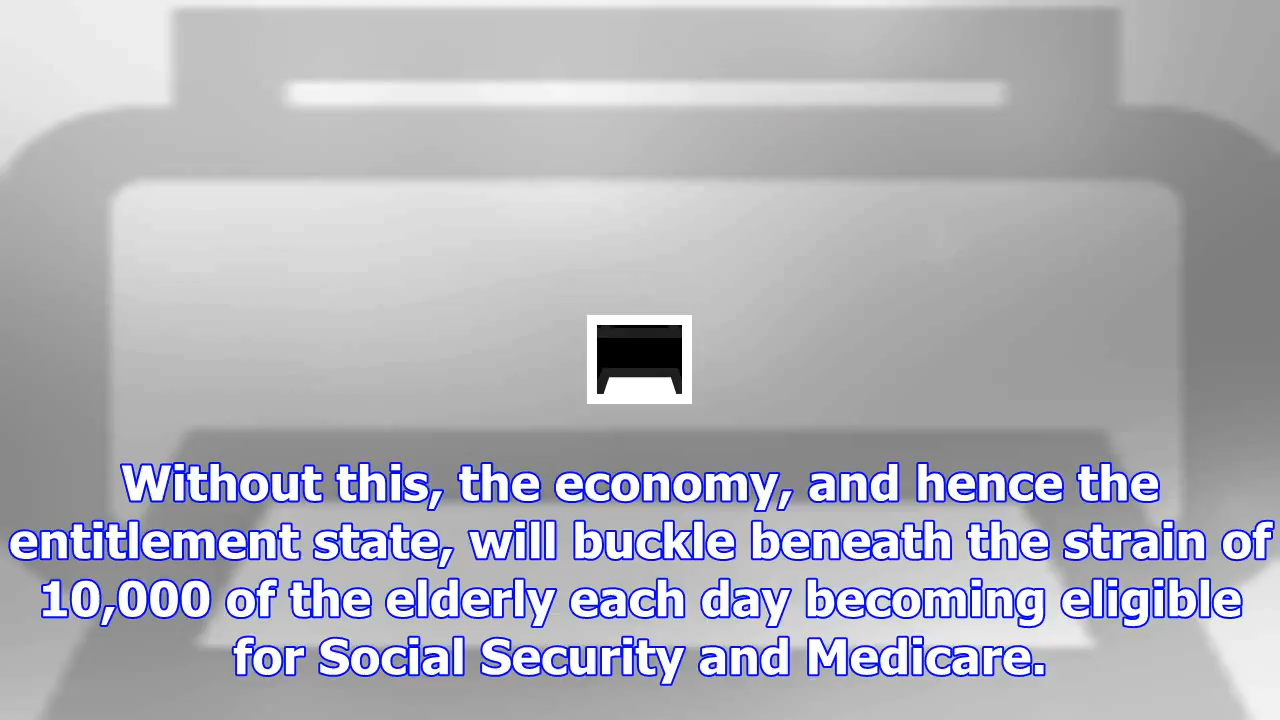 Without this, the economy, and hence the
entitlement state, will buckle beneath the strain of
10,000 of the elderly each day becoming eligible
for Social Security and Medicare.